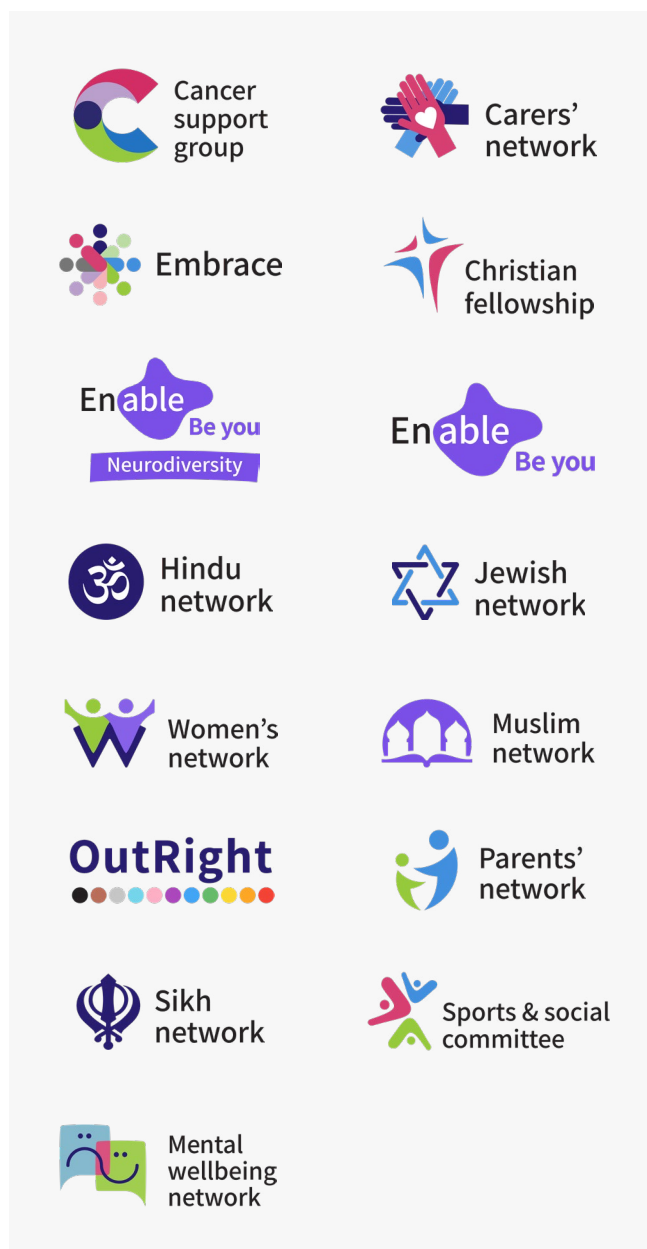 Cancer
support
group
Carers’
network
Embrace
Christian
fellowship
Enable
Be you
Neurodiversity
Enable
Be you
Hindu
network
Jewish
network
Women’s
network
Muslim
network
OutRight
Parents’
network
Sikh
network
Sports & social
committee
Mental
wellbeing
network